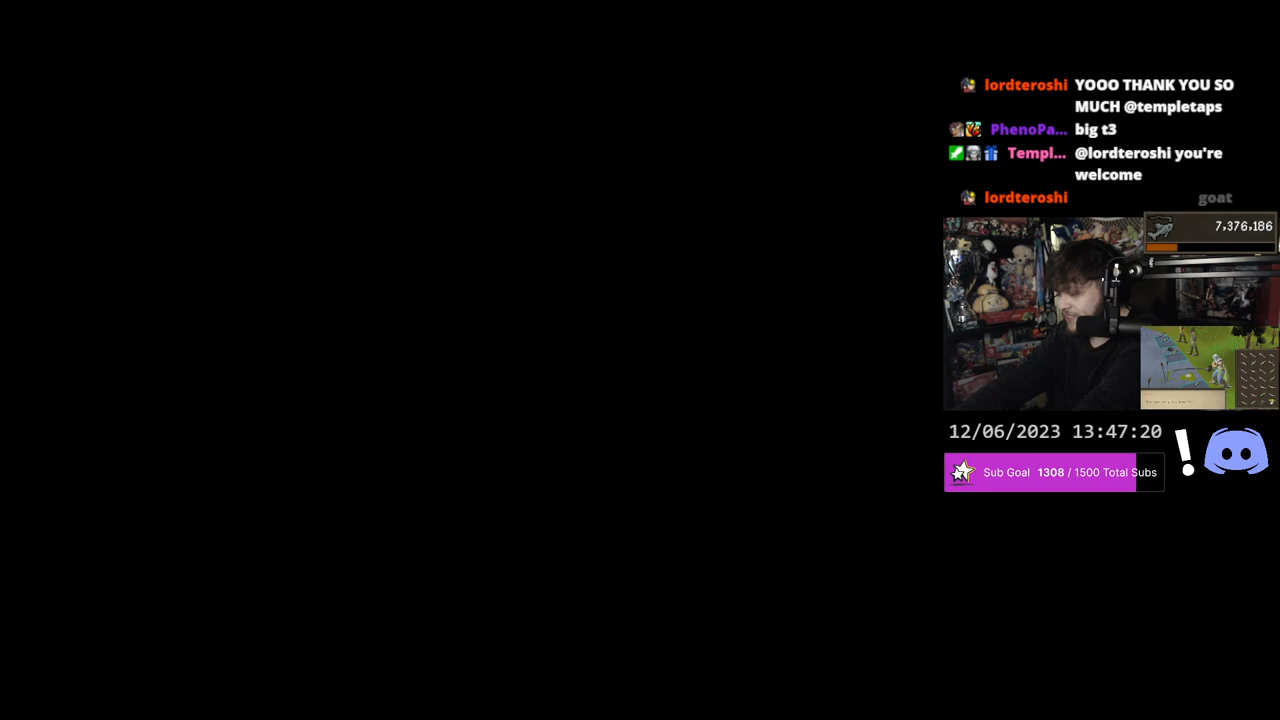 lordteroshi YOOO THANK YOU SO
MUCH @templetaps
PhenoPa... big t3
Templ... @lordteroshi you're
welcome
lordteroshi goat
7,376,186
12/06/2023 13:47:20
Sub Goal 1308 / 1500 Total Subs